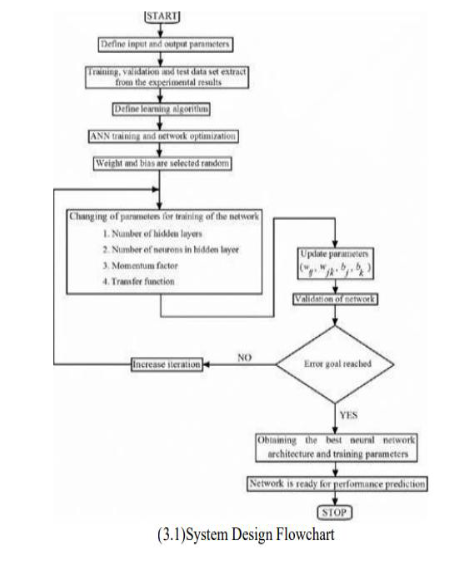 START
Define input and output parameters
Training, validation and test data set extract
from the experimental results
Define learning algorithm
ANN training and network optimization
Weight and bias are selected random
Changing of parameters for training of the network
1. Number of hidden layers
2. Number of neurons in hidden layer
3. Momentum factor
4. Transfer function
Update parameters
(w_ij, w_jk, b_j, b_k)
Validation of network
Error goal reached
NO
Increase iteration
YES
Obtaining the best neural network
architecture and training parameters
Network is ready for performance prediction
STOP
(3.1)System Design Flowchart